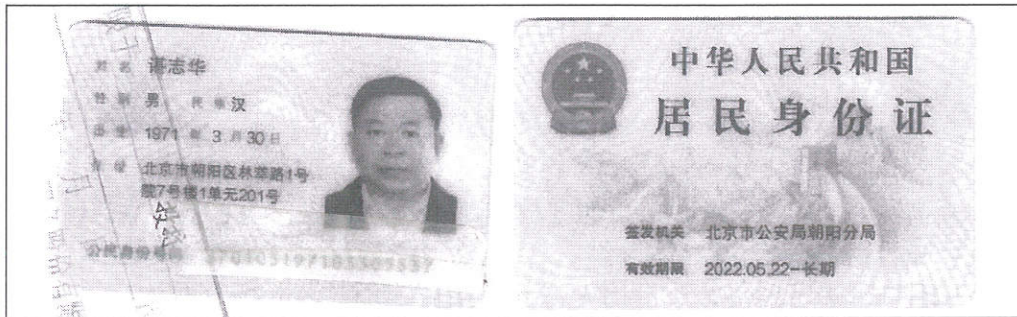 姓名 志华
性别 男 民族 汉
出生 1971 年 3 月 30 日
住址 北京市朝阳区林萃路1号
院7号楼1单元201号
公民身份号码
中华人民共和国
居民身份证
签发机关 北京市公安局朝阳分局
有效期限 2022.05.22-长期